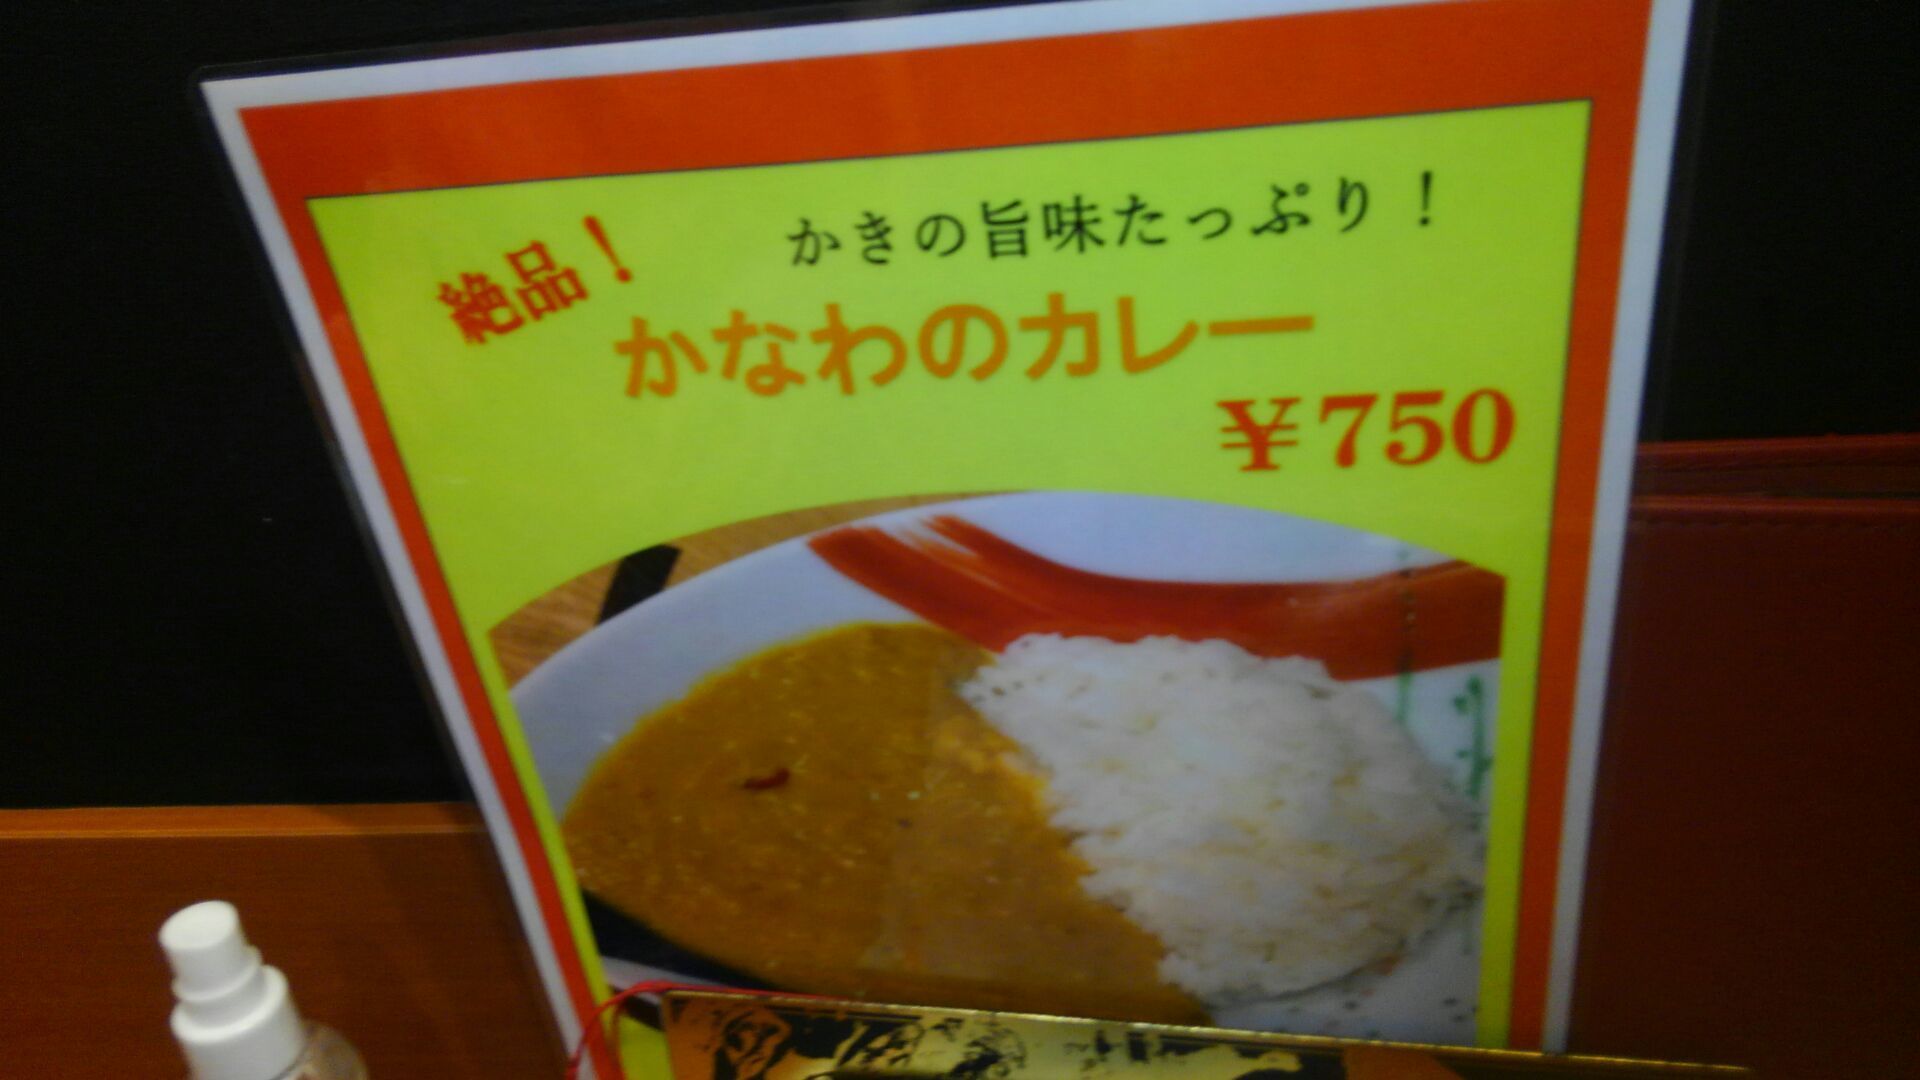 絶品！
かきの旨味たっぷり！
かなわのカレー
￥750